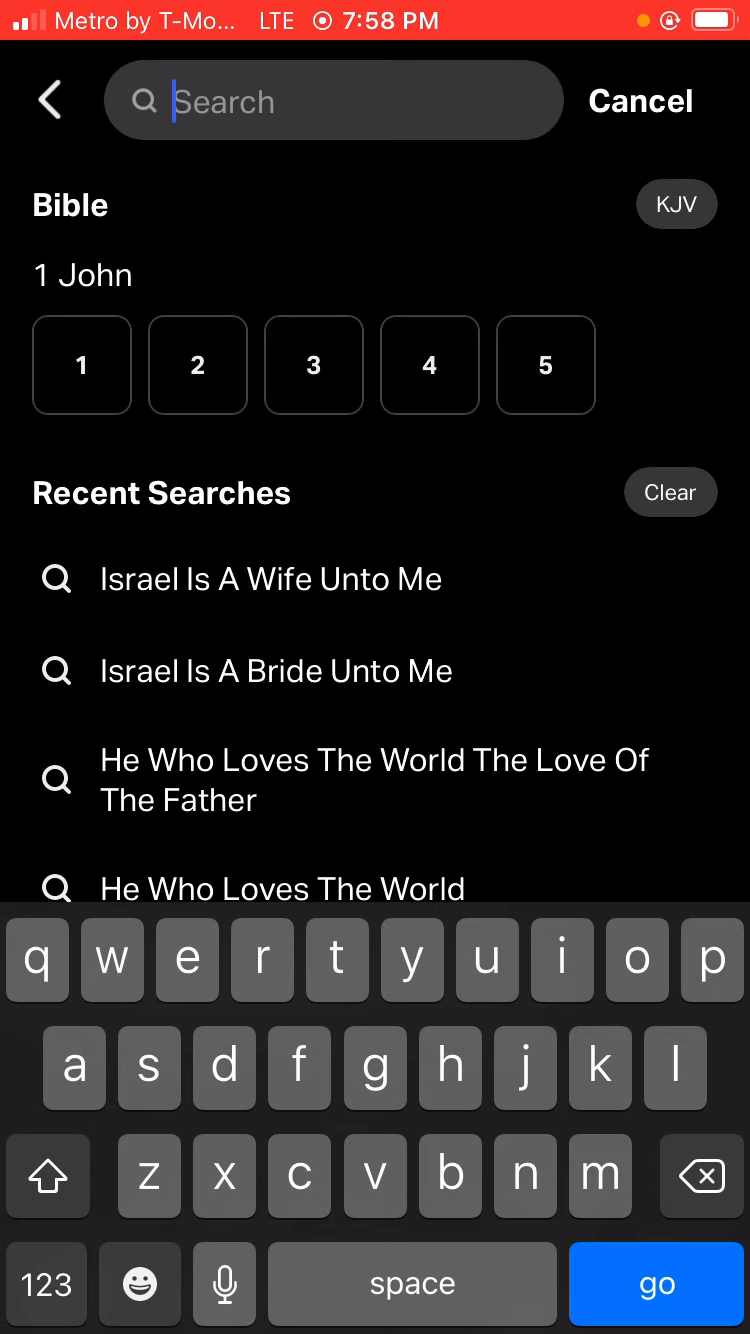 Metro by T-Mo... LTE 7:58 PM
Search Cancel
Bible KJV
1 John
1 2 3 4 5
Recent Searches Clear
Israel Is A Wife Unto Me
Israel Is A Bride Unto Me
He Who Loves The World The Love Of
The Father
He Who Loves The World
q w e r t y u i o p
a s d f g h j k l
z x c v b n m
123 space go